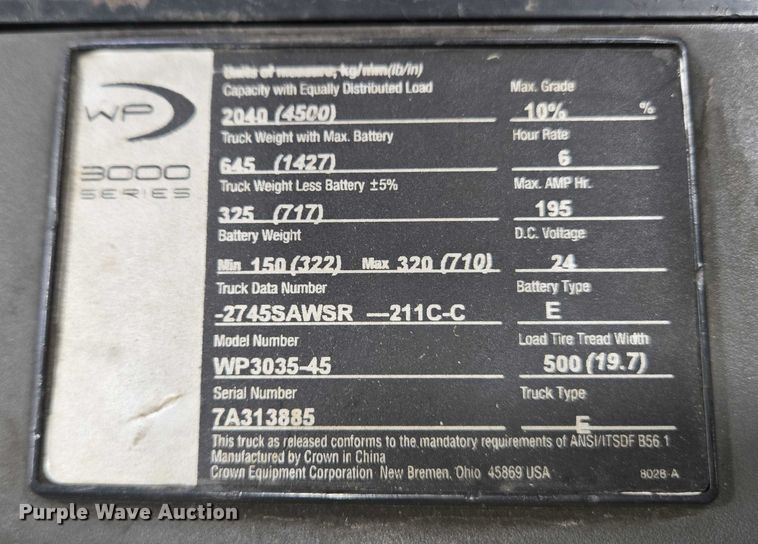 WP
3000
SERIES
Units of measure, kg/mm(lb/in)
Capacity with Equally Distributed Load
2040 (4500)
Truck Weight with Max. Battery
645 (1427)
Truck Weight Less Battery ±5%
325 (717)
Battery Weight
Min 150 (322) Max 320 (710)
Truck Data Number
-2745SAWSR —211C-C
Model Number
WP3035-45
Serial Number
7A313885
Max. Grade
10% %
Hour Rate
6
Max. AMP Hr.
195
D.C. Voltage
24
Battery Type
E
Load Tire Tread Width
500 (19.7)
Truck Type
E
This truck as released conforms to the mandatory requirements of ANSI/ITSDF B56.1
Manufactured by Crown in China
Crown Equipment Corporation New Bremen, Ohio 45869 USA
8028-A
Purple Wave Auction